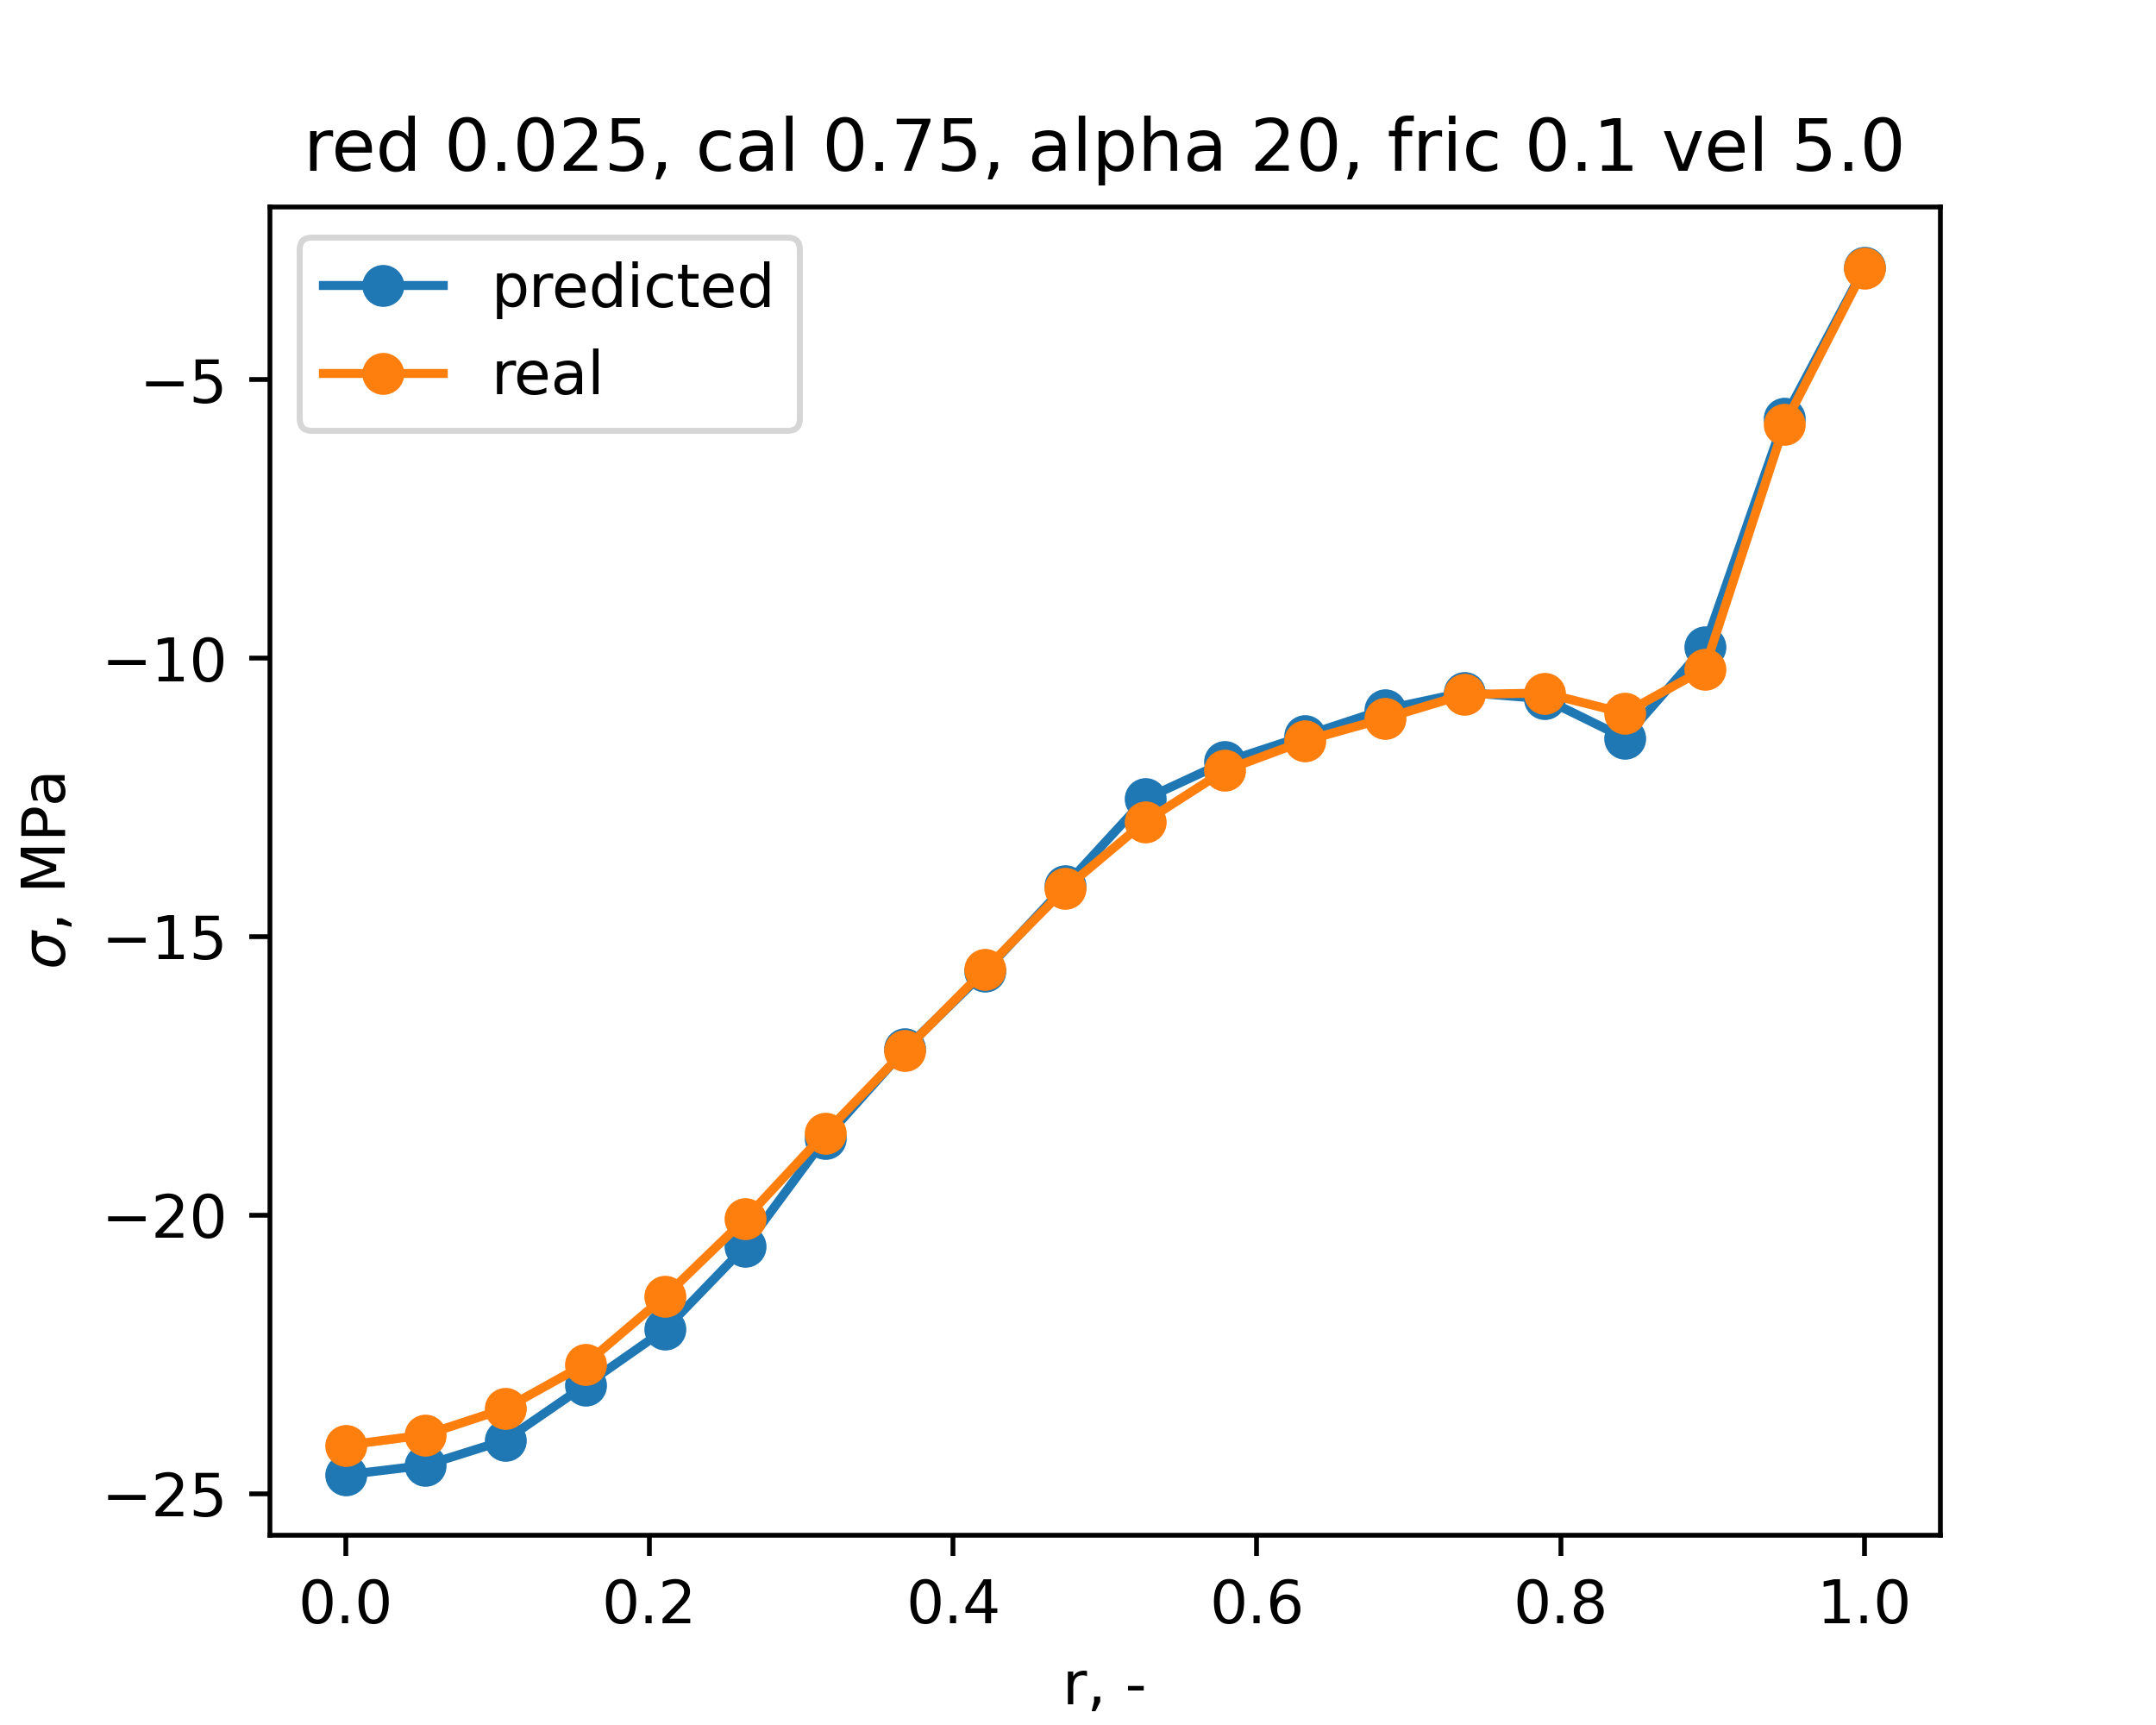 red 0.025, cal 0.75, alpha 20, fric 0.1 vel 5.0
predicted
real
−5
−10
−15
−20
−25
σ, MPa
0.0 0.2 0.4 0.6 0.8 1.0
r, -